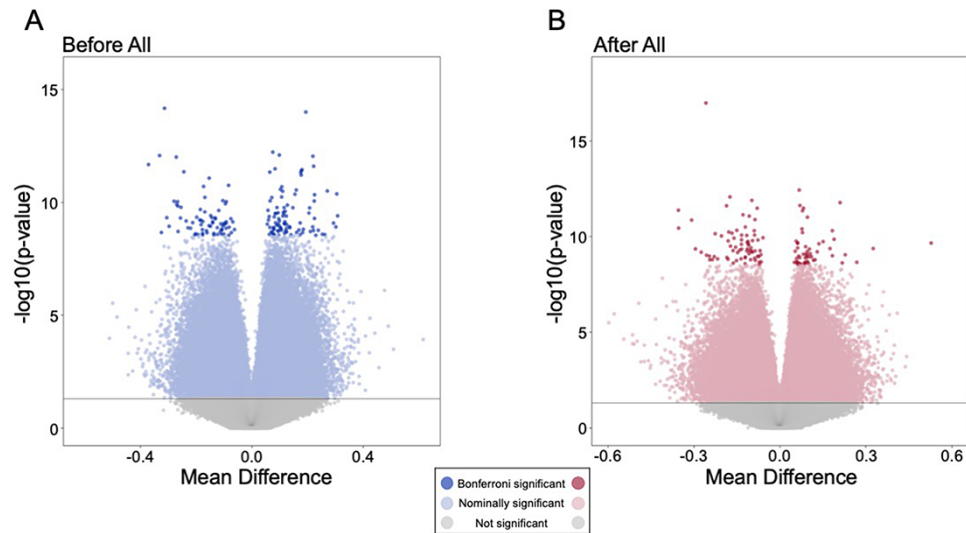 A
Before All
15
10
5
0
-log10(p-value)
-0.4
0.0
0.4
Mean Difference
B
After All
15
10
5
0
-log10(p-value)
-0.6
-0.3
0.0
0.3
0.6
Mean Difference
Bonferroni significant
Nominally significant
Not significant